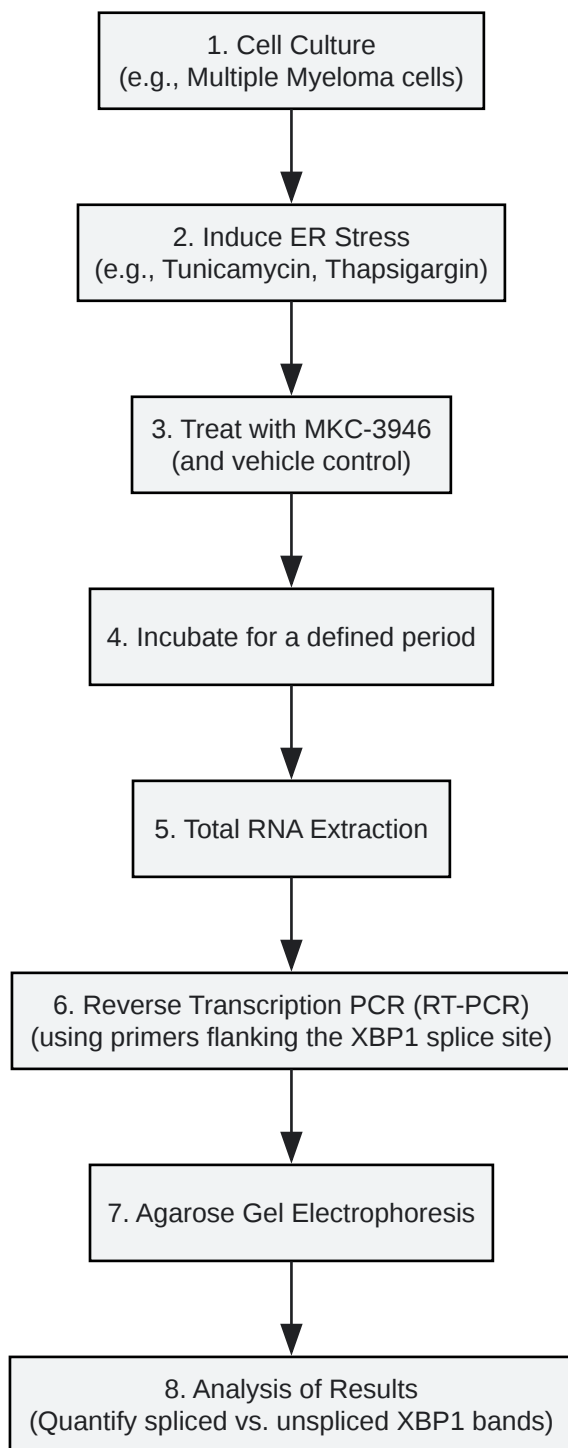 1. Cell Culture
(e.g., Multiple Myeloma cells)
2. Induce ER Stress
(e.g., Tunicamycin, Thapsigargin)
3. Treat with MKC-3946
(and vehicle control)
4. Incubate for a defined period
5. Total RNA Extraction
6. Reverse Transcription PCR (RT-PCR)
(using primers flanking the XBP1 splice site)
7. Agarose Gel Electrophoresis
8. Analysis of Results
(Quantify spliced vs. unspliced XBP1 bands)